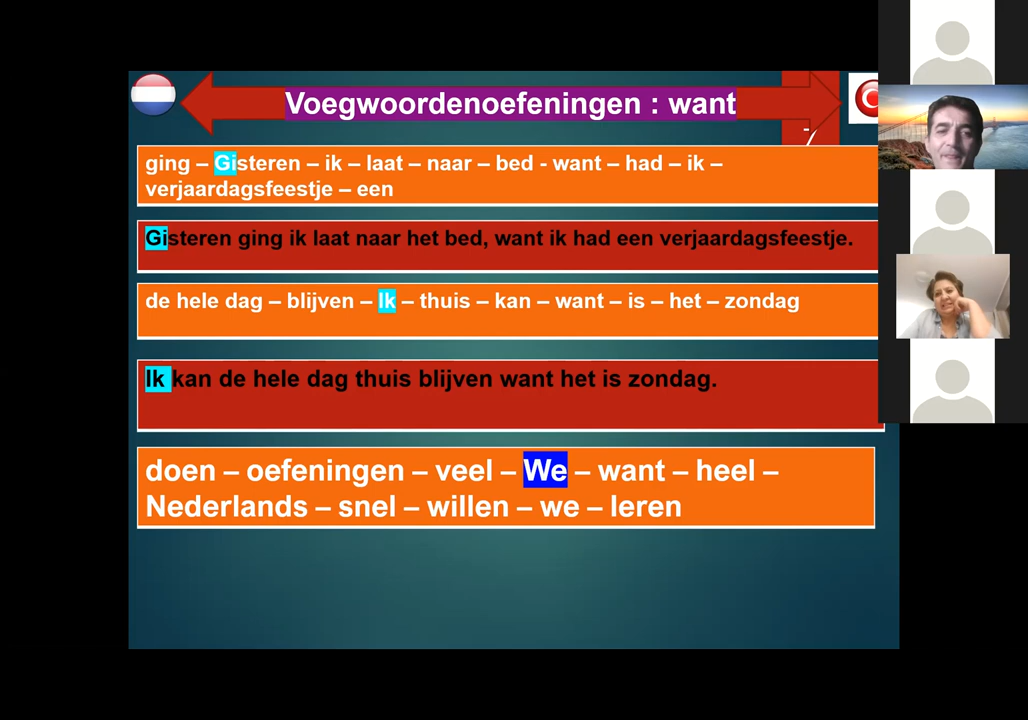 Voegwoordenoefeningen : want
ging – Gisteren – ik – laat – naar – bed - want – had – ik –
verjaardagsfeestje – een
Gisteren ging ik laat naar het bed, want ik had een verjaardagsfeestje.
de hele dag – blijven – Ik – thuis – kan – want – is – het – zondag
Ik kan de hele dag thuis blijven want het is zondag.
doen – oefeningen – veel – We – want – heel –
Nederlands – snel – willen – we – leren